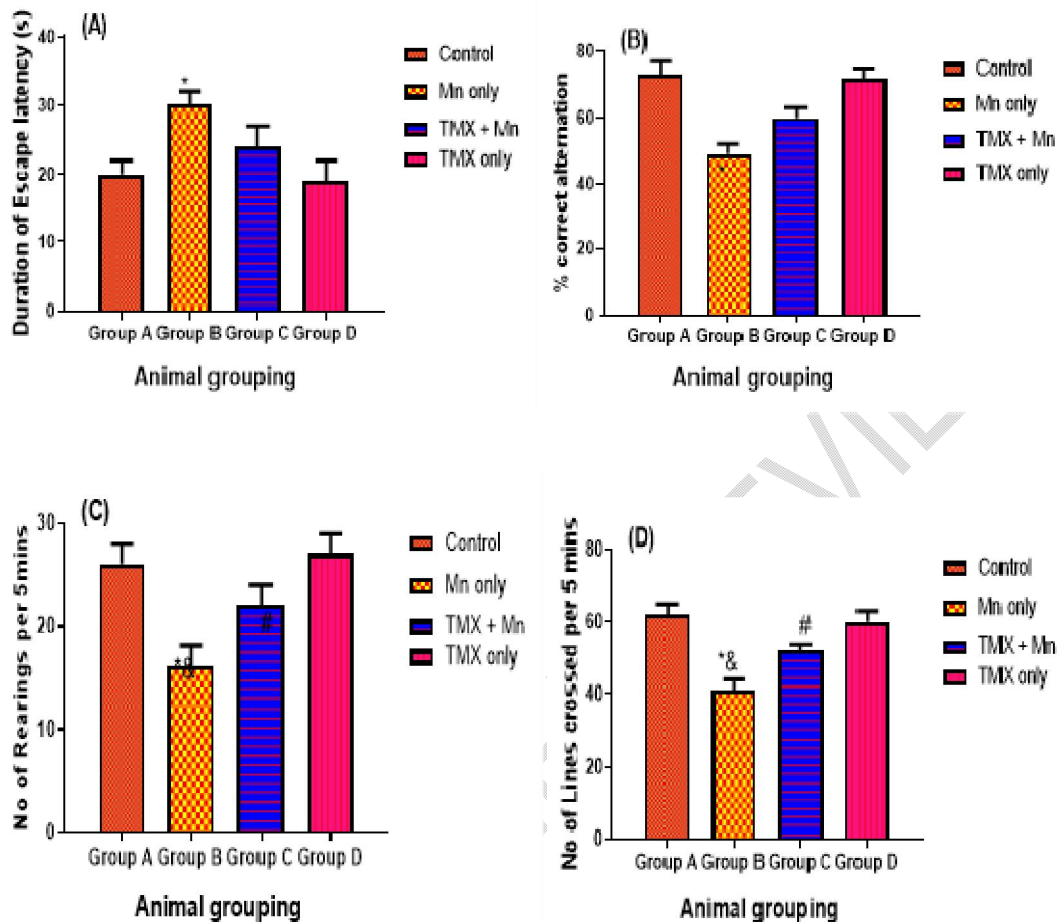 (A)
Duration of Escape latency (s)
40
30
20
10
0
*
Group A Group B Group C Group D
Animal grouping
Control
Mn only
TMX + Mn
TMX only
(B)
% correct alternation
80
60
40
20
0
*
Group A Group B Group C Group D
Animal grouping
Control
Mn only
TMX + Mn
TMX only
(C)
No of Rearings per 5mins
30
20
10
0
*&
#
Group A Group B Group C Group D
Animal grouping
Control
Mn only
TMX + Mn
TMX only
(D)
No of Lines crossed per 5 mins
80
60
40
20
0
*&
#
Group A Group B Group C Group D
Animal grouping
Control
Mn only
TMX + Mn
TMX only